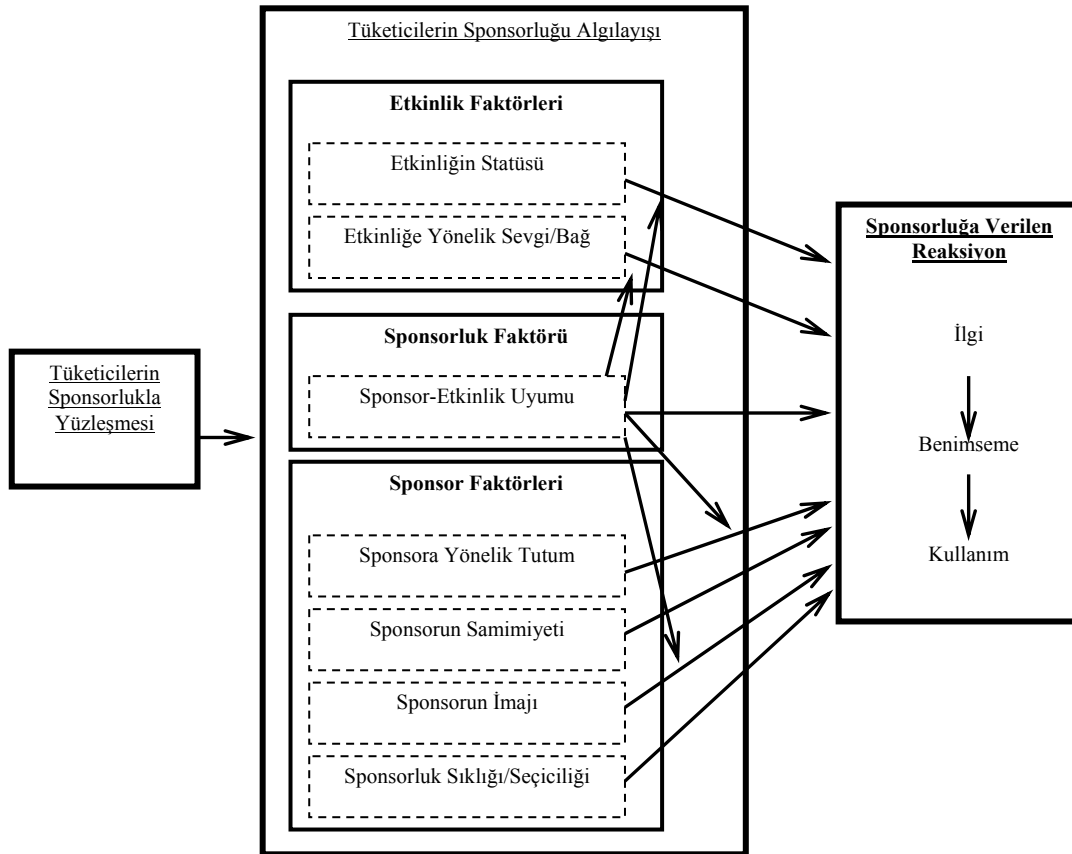 Tüketicilerin Sponsorluğu Algılayışı
Etkinlik Faktörleri
Etkinliğin Statüsü
Etkinliğe Yönelik Sevgi/Bağ
Sponsorluk Faktörü
Sponsor-Etkinlik Uyumu
Sponsor Faktörleri
Sponsora Yönelik Tutum
Sponsorun Samimiyeti
Sponsorun İmajı
Sponsorluk Sıklığı/Seçiciliği
Tüketicilerin
Sponsorlukla
Yüzleşmesi
Sponsorluğa Verilen
Reaksiyon
İlgi
Benimseme
Kullanım